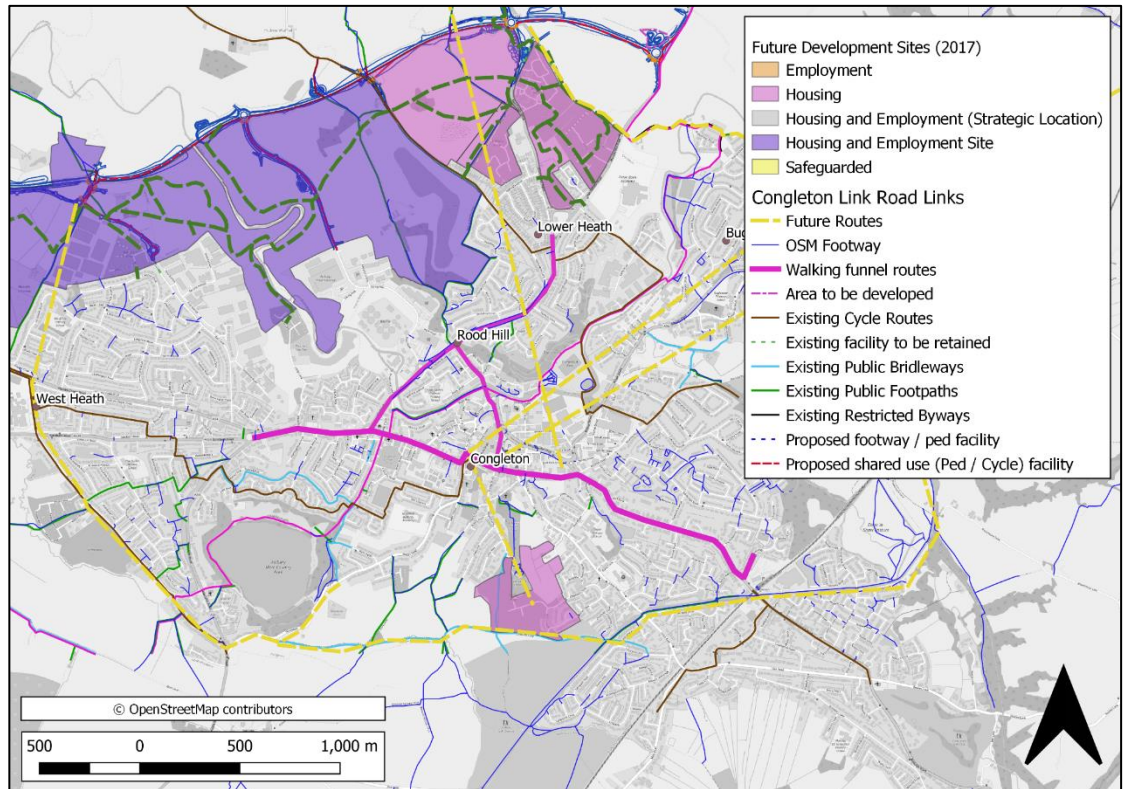 Future Development Sites (2017)
Employment
Housing
Housing and Employment (Strategic Location)
Housing and Employment Site
Safeguarded
Congleton Link Road Links
Future Routes
OSM Footway
Walking funnel routes
Area to be developed
Existing Cycle Routes
Existing facility to be retained
Existing Public Bridleways
Existing Public Footpaths
Existing Restricted Byways
Proposed footway / ped facility
Proposed shared use (Ped / Cycle) facility
Lower Heath
Bug
Rood Hill
West Heath
Congleton
© OpenStreetMap contributors
500 0 500 1,000 m